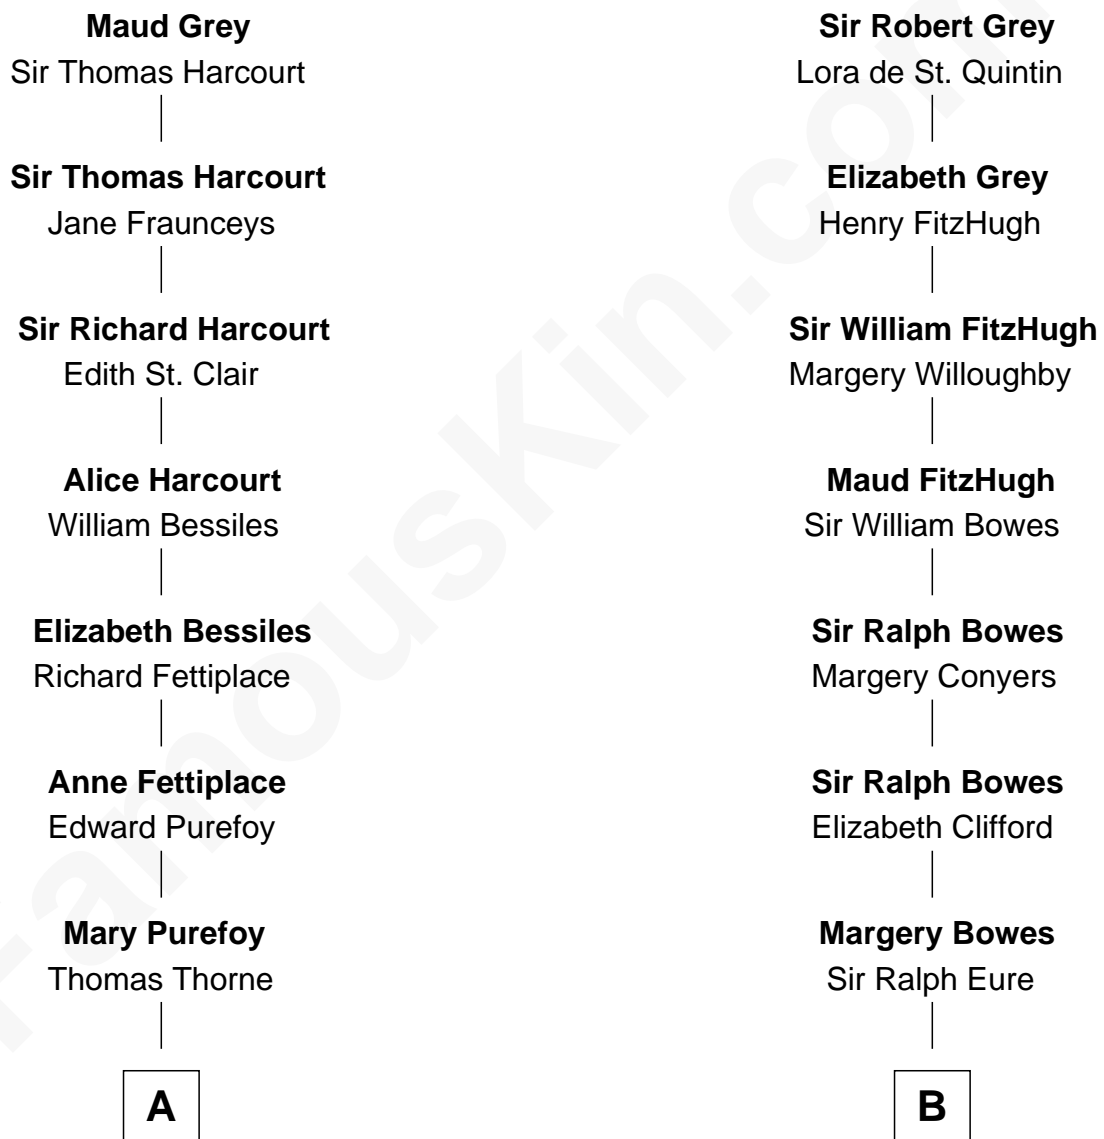 Maud Grey
Sir Thomas Harcourt
Sir Thomas Harcourt
Jane Fraunceys
Sir Richard Harcourt
Edith St. Clair
Alice Harcourt
William Bessiles
Elizabeth Bessiles
Richard Fettiplace
Anne Fettiplace
Edward Purefoy
Mary Purefoy
Thomas Thorne
A
Sir Robert Grey
Lora de St. Quintin
Elizabeth Grey
Henry FitzHugh
Sir William FitzHugh
Margery Willoughby
Maud FitzHugh
Sir William Bowes
Sir Ralph Bowes
Margery Conyers
Sir Ralph Bowes
Elizabeth Clifford
Margery Bowes
Sir Ralph Eure
B
FamousKin.com